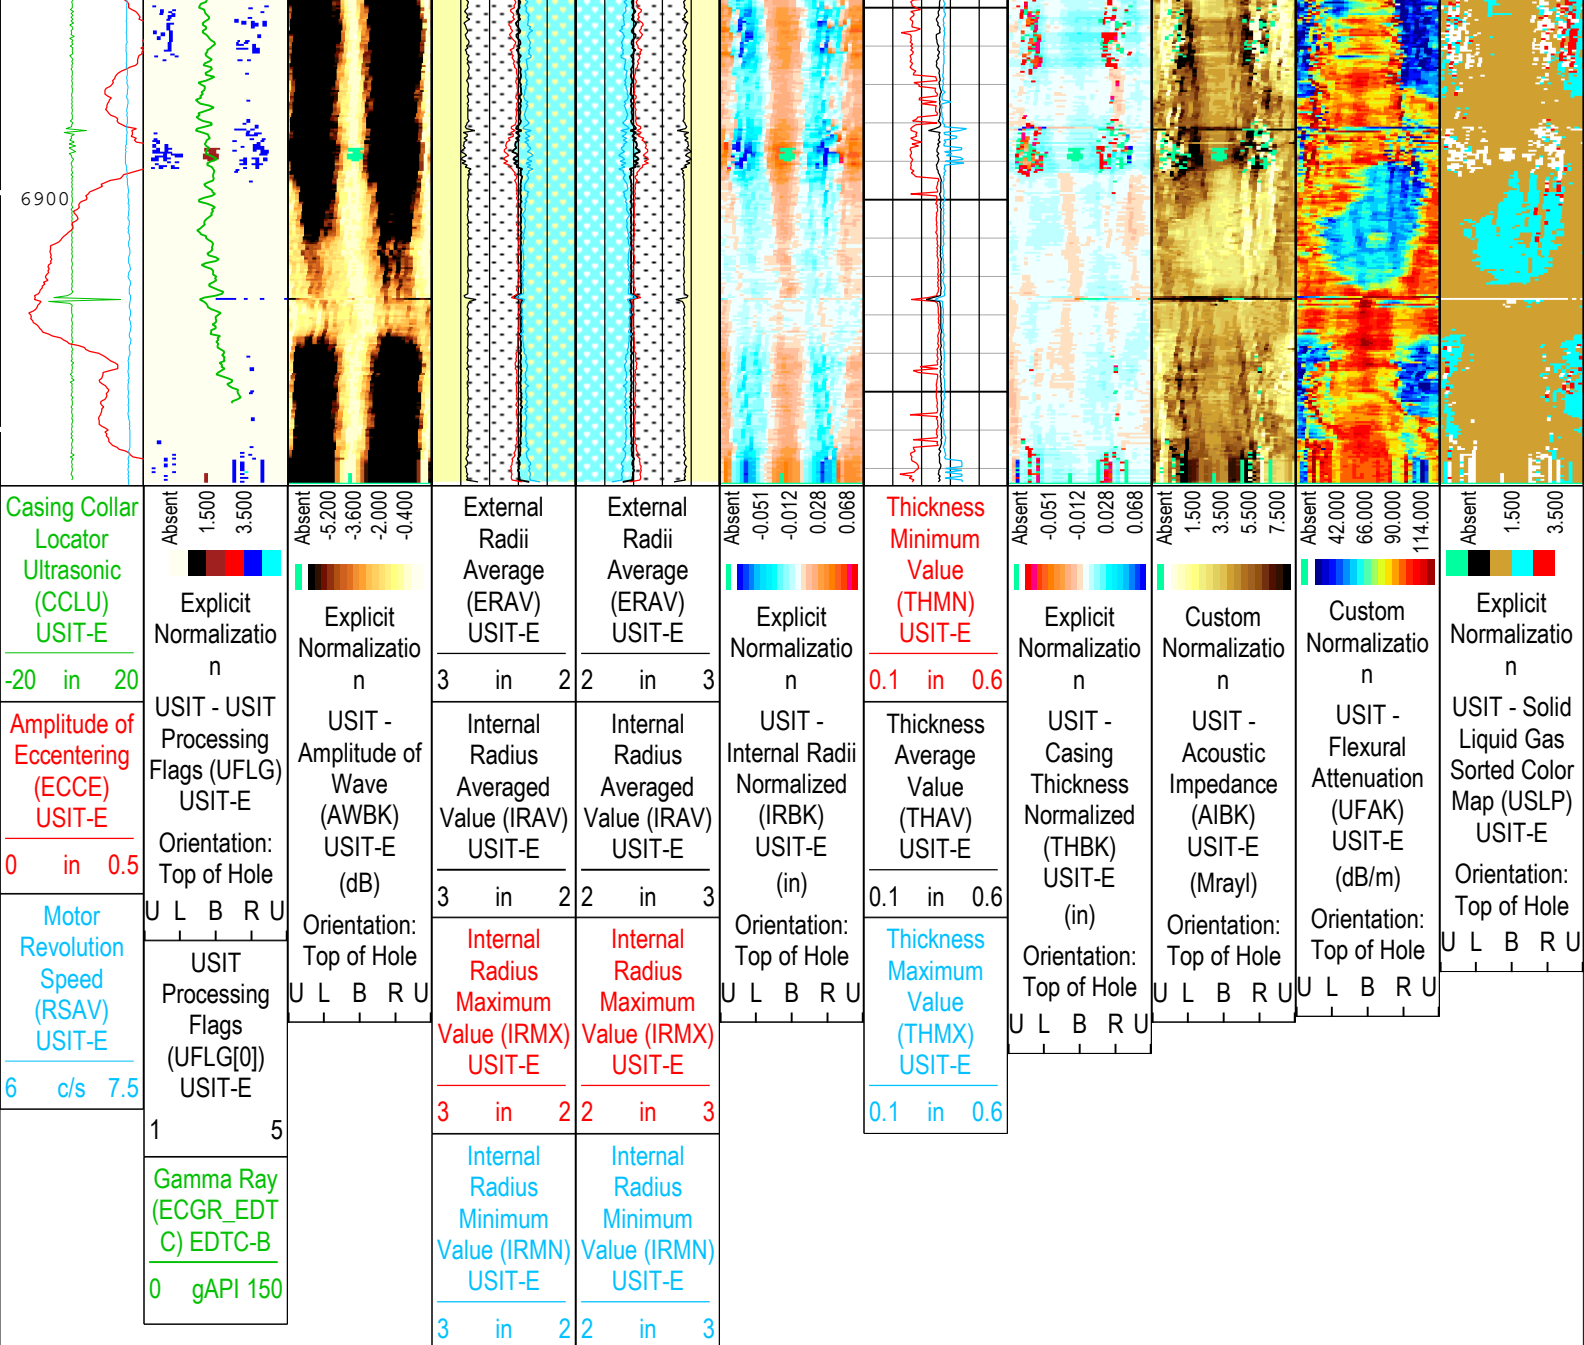 6900
Casing Collar
Locator
Ultrasonic
(CCLU)
USIT-E
-20 in 20
Amplitude of
Eccentering
(ECCE)
USIT-E
0 in 0.5
Motor
Revolution
Speed
(RSAV)
USIT-E
6 c/s 7.5
Absent 1.500 3.500
Explicit
Normalizatio
n
USIT - USIT
Processing
Flags (UFLG)
USIT-E
Orientation:
Top of Hole
U L B R U
USIT
Processing
Flags
(UFLG[0])
USIT-E
1 5
Gamma Ray
(ECGR_EDT
C) EDTC-B
0 gAPI 150
Absent -5.200 -3.600 -2.000 -0.400
Explicit
Normalizatio
n
USIT -
Amplitude of
Wave
(AWBK)
USIT-E
(dB)
Orientation:
Top of Hole
U L B R U
External
Radii
Average
(ERAV)
USIT-E
3 in 2
Internal
Radius
Averaged
Value (IRAV)
USIT-E
3 in 2
Internal
Radius
Maximum
Value (IRMX)
USIT-E
3 in 2
Internal
Radius
Minimum
Value (IRMN)
USIT-E
3 in 2
External
Radii
Average
(ERAV)
USIT-E
2 in 3
Internal
Radius
Averaged
Value (IRAV)
USIT-E
2 in 3
Internal
Radius
Maximum
Value (IRMX)
USIT-E
2 in 3
Internal
Radius
Minimum
Value (IRMN)
USIT-E
2 in 3
Absent -0.051 -0.012 0.028 0.068
Explicit
Normalizatio
n
USIT -
Internal Radii
Normalized
(IRBK)
USIT-E
(in)
Orientation:
Top of Hole
U L B R U
Thickness
Minimum
Value
(THMN)
USIT-E
0.1 in 0.6
Thickness
Average
Value
(THAV)
USIT-E
0.1 in 0.6
Thickness
Maximum
Value
(THMX)
USIT-E
0.1 in 0.6
Absent -0.051 -0.012 0.028 0.068
Explicit
Normalizatio
n
USIT -
Casing
Thickness
Normalized
(THBK)
USIT-E
(in)
Orientation:
Top of Hole
U L B R U
Absent 1.500 3.500 5.500 7.500
Custom
Normalizatio
n
USIT -
Acoustic
Impedance
(AIBK)
USIT-E
(Mrayl)
Orientation:
Top of Hole
U L B R U
Absent 42.000 66.000 90.000 114.000
Custom
Normalizatio
n
USIT -
Flexural
Attenuation
(UFAK)
USIT-E
(dB/m)
Orientation:
Top of Hole
U L B R U
Absent 1.500 3.500
Explicit
Normalizatio
n
USIT - Solid
Liquid Gas
Sorted Color
Map (USLP)
USIT-E
Orientation:
Top of Hole
U L B R U